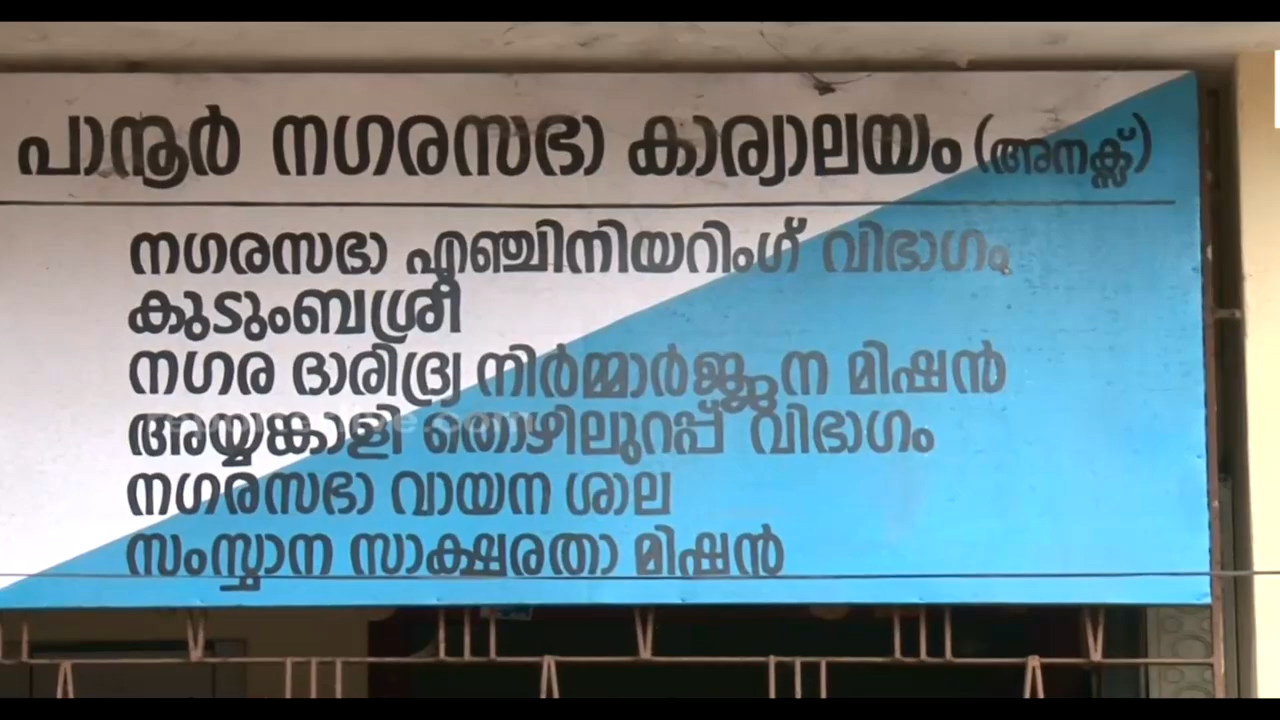 പാനൂർ നഗരസഭാ കാര്യാലയം (അനക്സ്)
നഗരസഭാ എഞ്ചിനിയറിംഗ് വിഭാഗം
കുടുംബശ്രീ
നഗര ദാരിദ്ര്യ നിർമ്മാർജ്ജന മിഷൻ
അയ്യങ്കാളി തൊഴിലുറപ്പ് വിഭാഗം
നഗരസഭാ വായന ശാല
സംസ്ഥാന സാക്ഷരതാ മിഷൻ